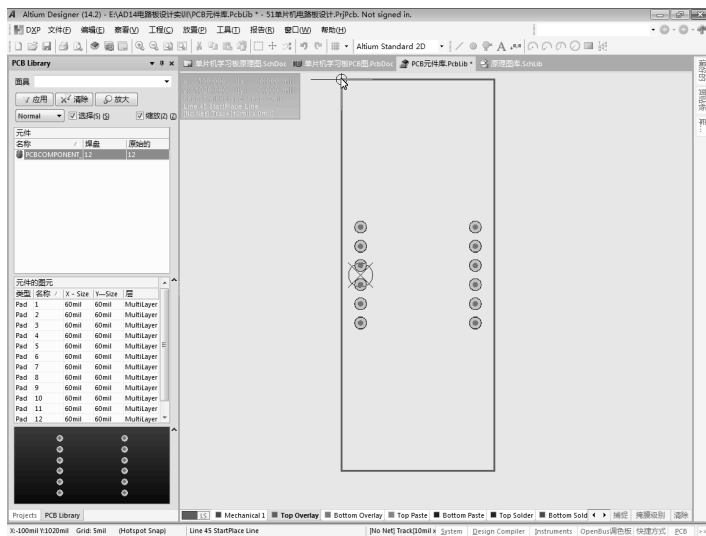 Altium Designer (14.2) - E:\AD14电路板设计实训\PCB元件库.PcbLib * - 51单片机电路板设计.PrjPcb. Not signed in.
DXP 文件(F) 编辑(E) 察看(V) 工程(C) 放置(P) 工具(T) 报告(R) 窗口(W) 帮助(H)
Altium Standard 2D
PCB Library
单片机学习板原理图.SchDoc 单片机学习板PCB图.PcbDoc PCB元件库.PcbLib * 原理图库.SchLib
面具
应用 清除 放大
Normal 选择(S) (S) 缩放(Z) (Z)
Line 45 StartPlace Line
元件
名称 / 焊盘 原始的
PCBCOMPONENT_ 12 12
元件的图元
类型 名称 / X - Size Y—Size 层
Pad 1 60mil 60mil MultiLayer
Pad 2 60mil 60mil MultiLayer
Pad 3 60mil 60mil MultiLayer
Pad 4 60mil 60mil MultiLayer
Pad 5 60mil 60mil MultiLayer
Pad 6 60mil 60mil MultiLayer
Pad 7 60mil 60mil MultiLayer
Pad 8 60mil 60mil MultiLayer
Pad 9 60mil 60mil MultiLayer
Pad 10 60mil 60mil MultiLayer
Pad 11 60mil 60mil MultiLayer
Pad 12 60mil 60mil MultiLayer
Projects PCB Library
LS Mechanical 1 Top Overlay Bottom Overlay Top Paste Bottom Paste Top Solder Bottom Sold 捕捉 掩膜级别 清除
X:-100mil Y:1020mil Grid: 5mil (Hotspot Snap) Line 45 StartPlace Line [No Net] Track(10mil x System Design Compiler Instruments OpenBus调色板 快捷方式 PCB >>